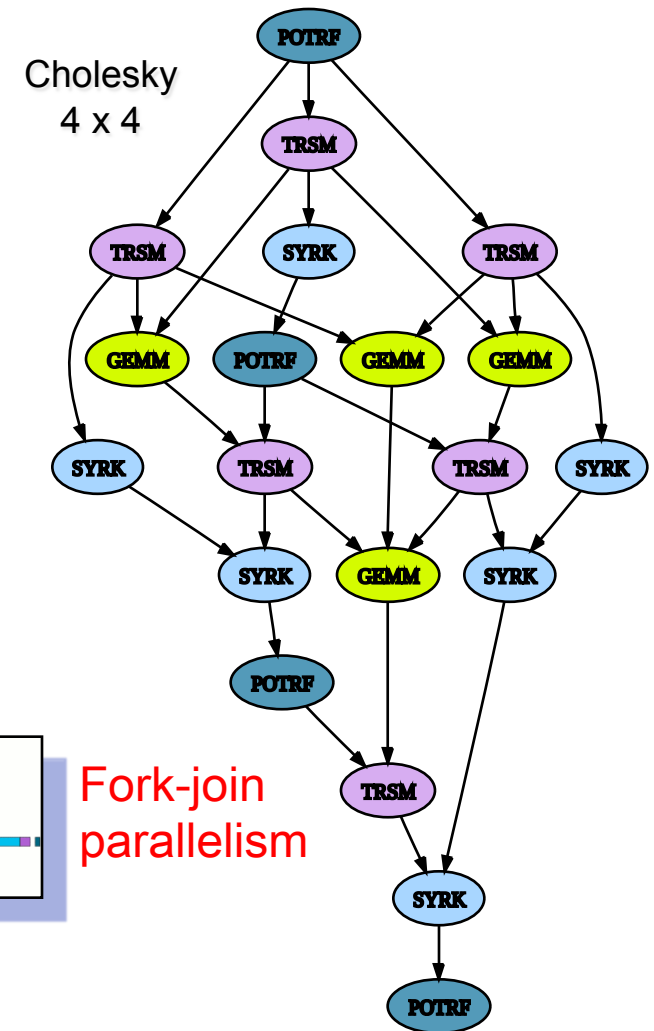 POTRF
Cholesky
4 x 4
TRSM
TRSM SYRK TRSM
GEMM POTRF GEMM GEMM
SYRK TRSM TRSM SYRK
SYRK GEMM SYRK
POTRF
Fork-join
parallelism
TRSM
SYRK
POTRF